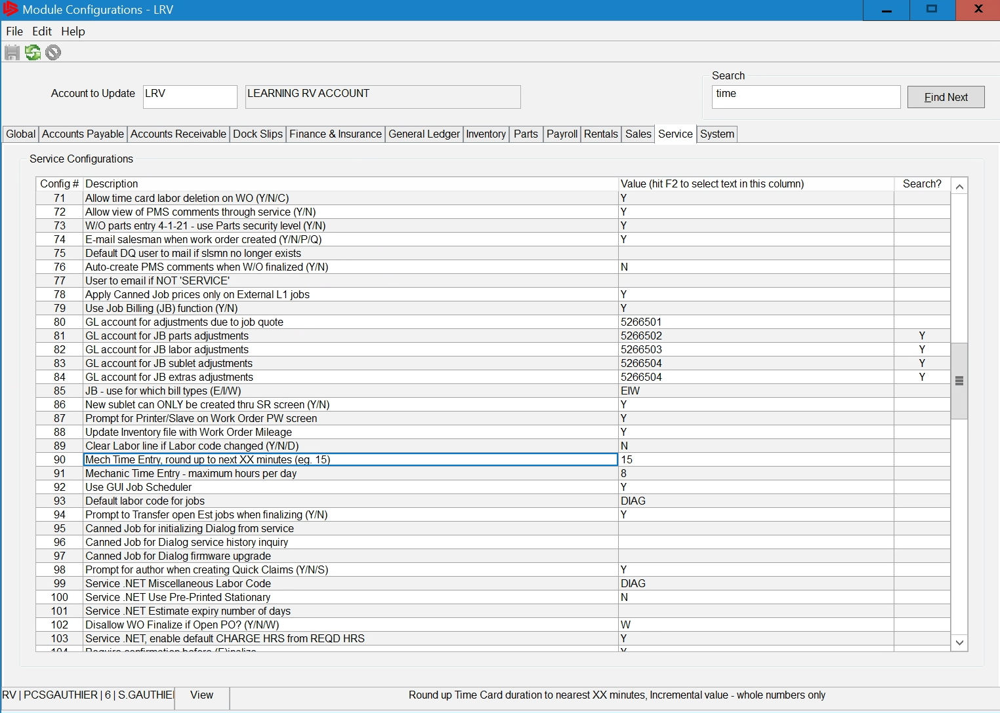 Module Configurations - LRV
File Edit Help
Search
Account to Update LRV LEARNING RV ACCOUNT time Find Next
Global Accounts Payable Accounts Receivable Dock Slips Finance & Insurance General Ledger Inventory Parts Payroll Rentals Sales Service System
Service Configurations
Config # Description Value (hit F2 to select text in this column) Search?
71 Allow time card labor deletion on WO (Y/N/C) Y
72 Allow view of PMS comments through service (Y/N) Y
73 W/O parts entry 4-1-21 - use Parts security level (Y/N) Y
74 E-mail salesman when work order created (Y/N/P/Q) Y
75 Default DQ user to mail if slsmn no longer exists
76 Auto-create PMS comments when W/O finalized (Y/N) N
77 User to email if NOT 'SERVICE'
78 Apply Canned Job prices only on External L1 jobs Y
79 Use Job Billing (JB) function (Y/N) Y
80 GL account for adjustments due to job quote 5266501
81 GL account for JB parts adjustments 5266502 Y
82 GL account for JB labor adjustments 5266503 Y
83 GL account for JB sublet adjustments 5266504 Y
84 GL account for JB extras adjustments 5266504 Y
85 JB - use for which bill types (E/I/W) EIW
86 New sublet can ONLY be created thru SR screen (Y/N) Y
87 Prompt for Printer/Slave on Work Order PW screen Y
88 Update Inventory file with Work Order Mileage Y
89 Clear Labor line if Labor code changed (Y/N/D) N
90 Mech Time Entry, round up to next XX minutes (eg. 15) 15
91 Mechanic Time Entry - maximum hours per day 8
92 Use GUI Job Scheduler Y
93 Default labor code for jobs DIAG
94 Prompt to Transfer open Est jobs when finalizing (Y/N) Y
95 Canned Job for initializing Dialog from service
96 Canned Job for Dialog service history inquiry
97 Canned Job for Dialog firmware upgrade
98 Prompt for author when creating Quick Claims (Y/N/S) Y
99 Service .NET Miscellaneous Labor Code DIAG
100 Service .NET Use Pre-Printed Stationary N
101 Service .NET Estimate expiry number of days
102 Disallow WO Finalize if Open PO? (Y/N/W) W
103 Service .NET, enable default CHARGE HRS from REQD HRS Y
104 Require confirmation before (F)inalize Y
RV | PCSGAUTHIER | 6 | S.GAUTHIE View Round up Time Card duration to nearest XX minutes, Incremental value - whole numbers only